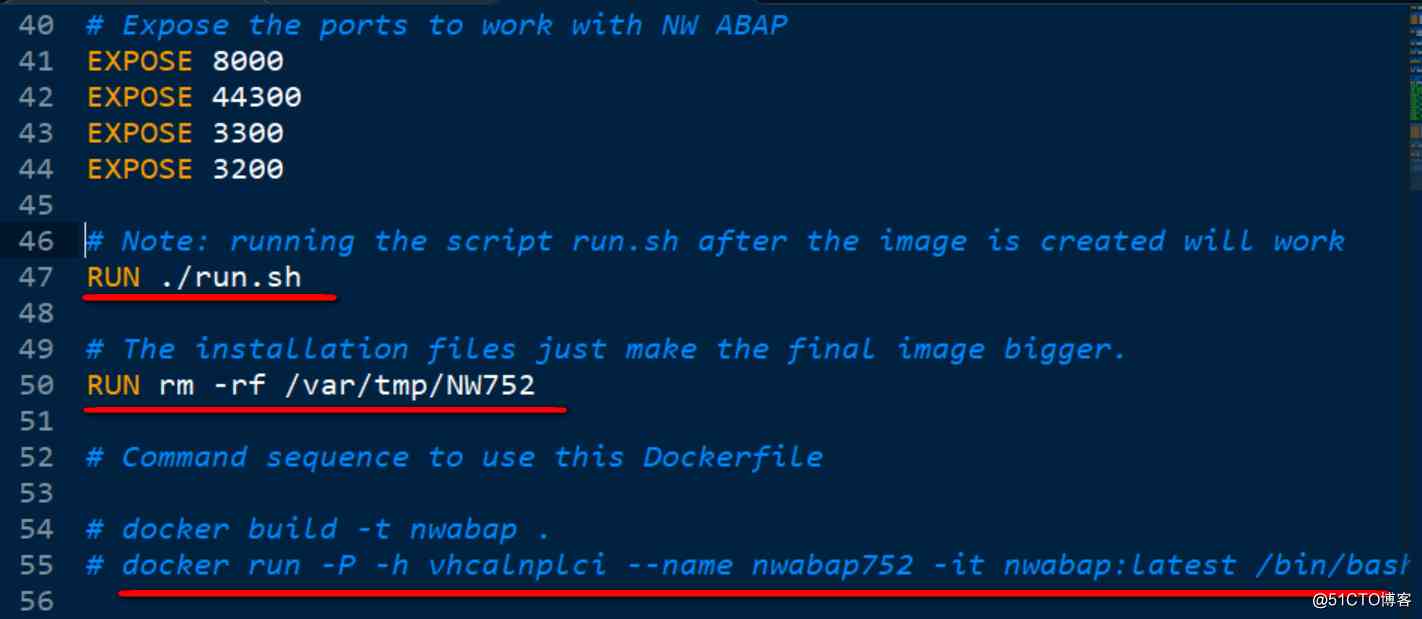 40 # Expose the ports to work with NW ABAP
41 EXPOSE 8000
42 EXPOSE 44300
43 EXPOSE 3300
44 EXPOSE 3200
45
46 # Note: running the script run.sh after the image is created will work
47 RUN ./run.sh
48
49 # The installation files just make the final image bigger.
50 RUN rm -rf /var/tmp/NW752
51
52 # Command sequence to use this Dockerfile
53
54 # docker build -t nwabap .
55 # docker run -P -h vhcalnplci --name nwabap752 -it nwabap:latest /bin/bash
56
@51CTO博客